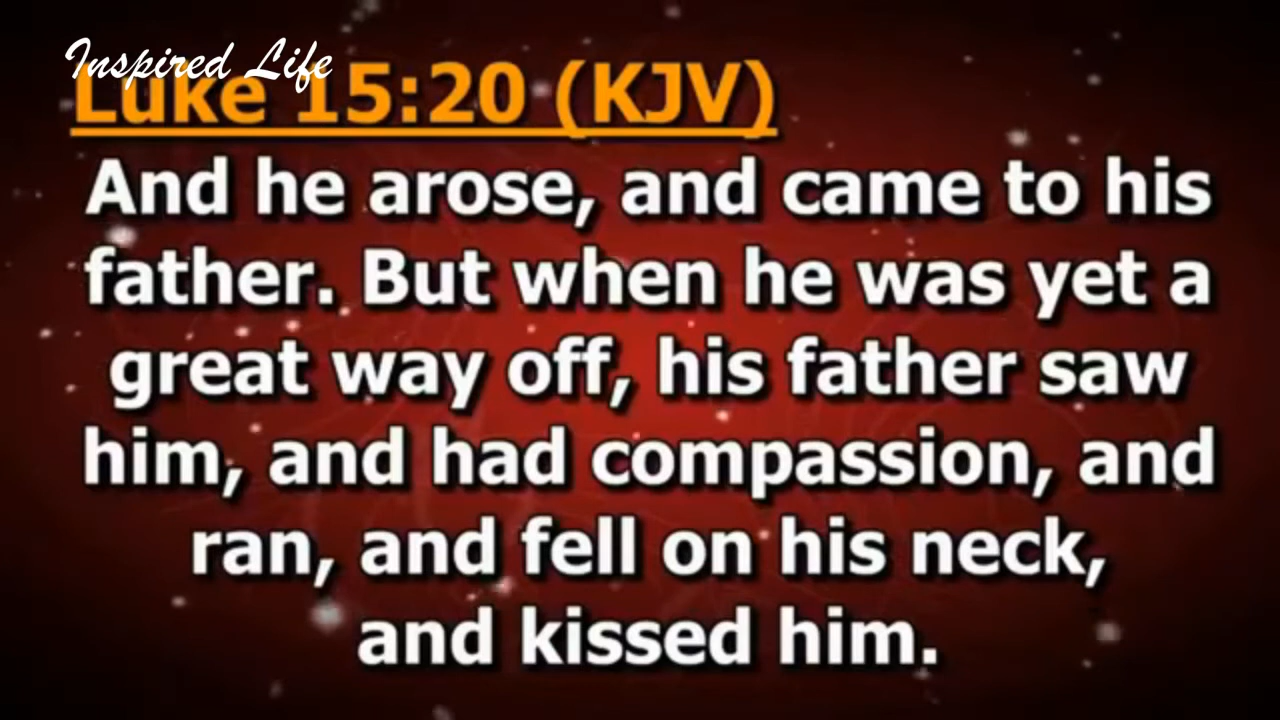 Inspired Life
Luke 15:20 (KJV)
And he arose, and came to his
father. But when he was yet a
great way off, his father saw
him, and had compassion, and
ran, and fell on his neck,
and kissed him.